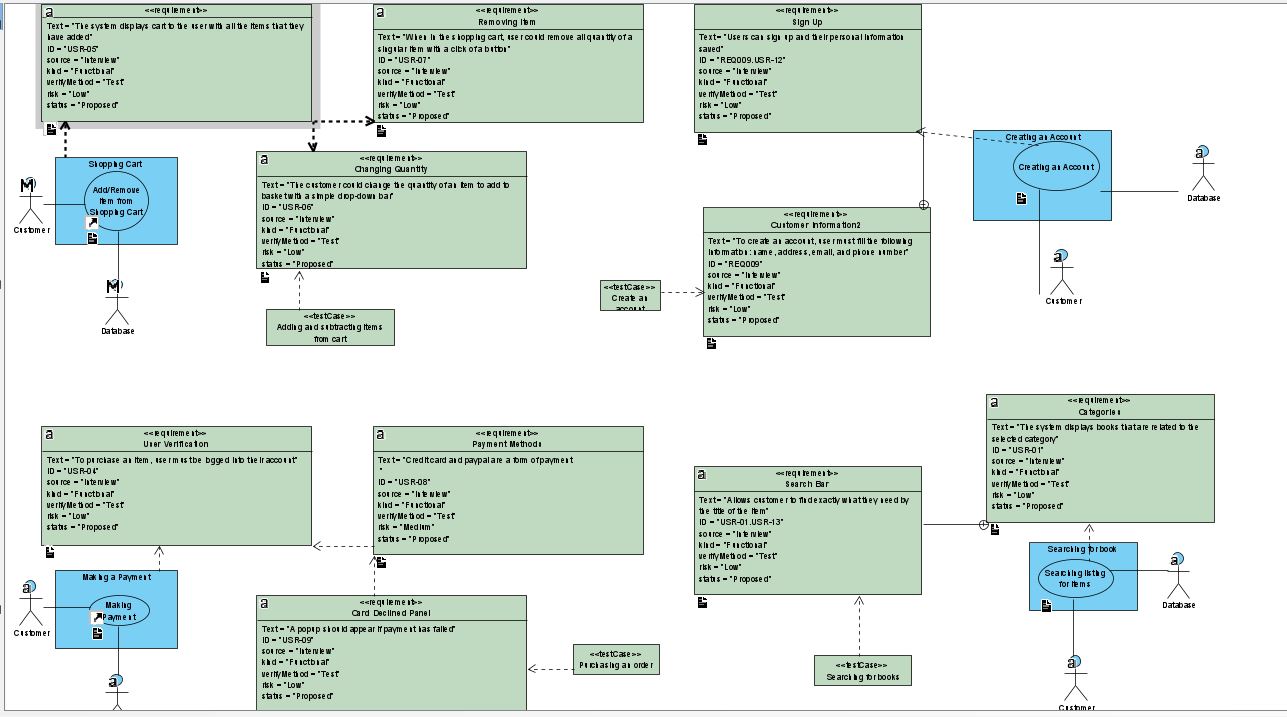 <<requirement>>
Text = "The system displays cart to the user with all the items that they
have added"
ID = "USR-05"
source = "Interview"
kind = "Functional"
verifyMethod = "Test"
risk = "Low"
status = "Proposed"
<<requirement>>
Removing Item
Text = "When in the shopping cart, user could remove all quantity of a
singular item with a click of a button"
ID = "USR-07"
source = "Interview"
kind = "Functional"
verifyMethod = "Test"
risk = "Low"
status = "Proposed"
<<requirement>>
Sign Up
Text = "Users can sign up and their personal information
saved"
ID = "REQ009.USR-12"
source = "Interview"
kind = "Functional"
verifyMethod = "Test"
risk = "Low"
status = "Proposed"
Shopping Cart
Add/Remove
Item from
Shopping Cart
Customer
Database
<<requirement>>
Changing Quantity
Text = "The customer could change the quantity of an item to add to
basket with a simple drop-down bar"
ID = "USR-06"
source = "Interview"
kind = "Functional"
verifyMethod = "Test"
risk = "Low"
status = "Proposed"
<<testCase>>
Adding and subtracting items
from cart
Creating an Account
Creating an Account
Database
Customer
<<requirement>>
Customer Information2
Text = "To create an account, user must fill the following
information: name, address, email, and phone number"
ID = "REQ009"
source = "Interview"
kind = "Functional"
verifyMethod = "Test"
risk = "Low"
status = "Proposed"
<<testCase>>
Create an
account
<<requirement>>
User Verification
Text = "To purchase an item, user must be logged into their account"
ID = "USR-04"
source = "Interview"
kind = "Functional"
verifyMethod = "Test"
risk = "Low"
status = "Proposed"
<<requirement>>
Payment Methods
Text = "Credit card and paypal are a form of payment
"
ID = "USR-08"
source = "Interview"
kind = "Functional"
verifyMethod = "Test"
risk = "Medium"
status = "Proposed"
<<requirement>>
Search Bar
Text = "Allows customer to find exactly what they need by
the title of the item"
ID = "USR-01.USR-13"
source = "Interview"
kind = "Functional"
verifyMethod = "Test"
risk = "Low"
status = "Proposed"
<<requirement>>
Categories
Text = "The system displays books that are related to the
selected category"
ID = "USR-01"
source = "Interview"
kind = "Functional"
verifyMethod = "Test"
risk = "Low"
status = "Proposed"
Making a Payment
Making
Payment
Customer
<<requirement>>
Card Declined Panel
Text = "A popup should appear if payment has failed"
ID = "USR-09"
source = "Interview"
kind = "Functional"
verifyMethod = "Test"
risk = "Low"
status = "Proposed"
<<testCase>>
Purchasing an order
<<testCase>>
Searching for books
Searching for book
Searching listing
for items
Database
Customer